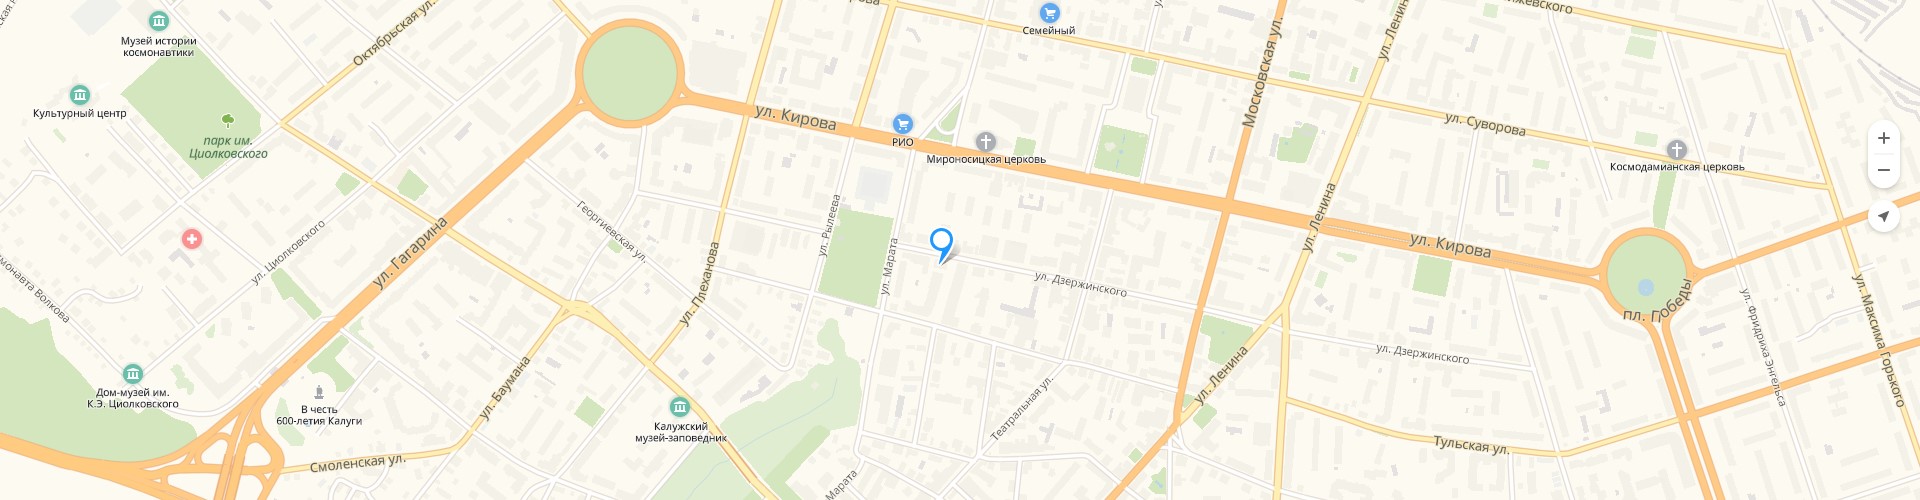 Музей истории
космонавтики
Октябрьская ул.
Семейный
Московская ул.
ул. Ленина
Культурный центр
парк им.
Циолковского
ул. Кирова
РИО
Мироносицкая церковь
ул. Суворова
Космодамианская церковь
ул. Рылеева
Георгиевская ул.
ул. Циолковского
ул. Гагарина
ул. Плеханова
ул. Марата
ул. Ленина
ул. Кирова
ул. Дзержинского
пл. Победы
ул. Фридриха Энгельса
ул. Максима Горького
ул. Дзержинского
Дом-музей им.
К.Э. Циолковского
В честь
600-летия Калуги
ул. Баумана
ул. Ленина
Театральная ул.
Калужский
музей-заповедник
Тульская ул.
Смоленская ул.
Марата